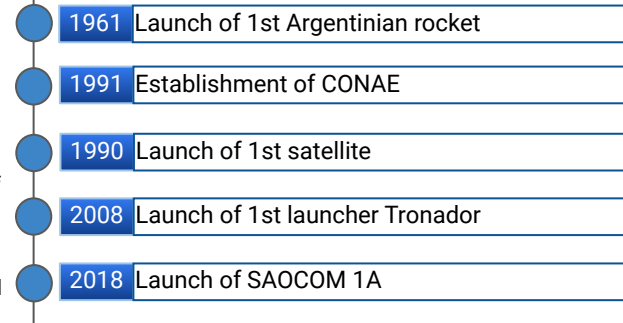 1961 Launch of 1st Argentinian rocket
1991 Establishment of CONAE
1990 Launch of 1st satellite
2008 Launch of 1st launcher Tronador
2018 Launch of SAOCOM 1A